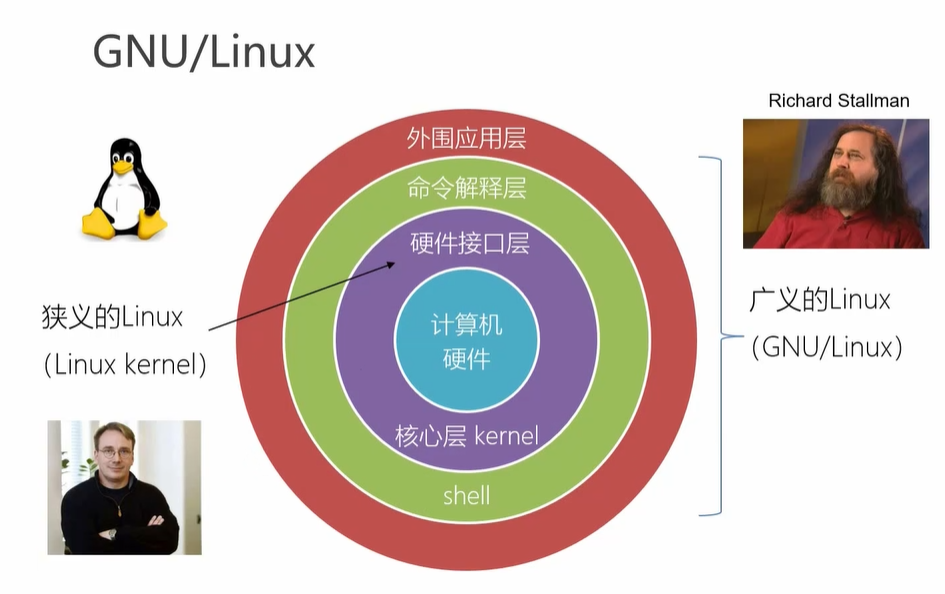 GNU/Linux
Richard Stallman
外围应用层
命令解释层
硬件接口层
计算机
硬件
核心层 kernel
shell
狭义的Linux
(Linux kernel)
广义的Linux
(GNU/Linux)